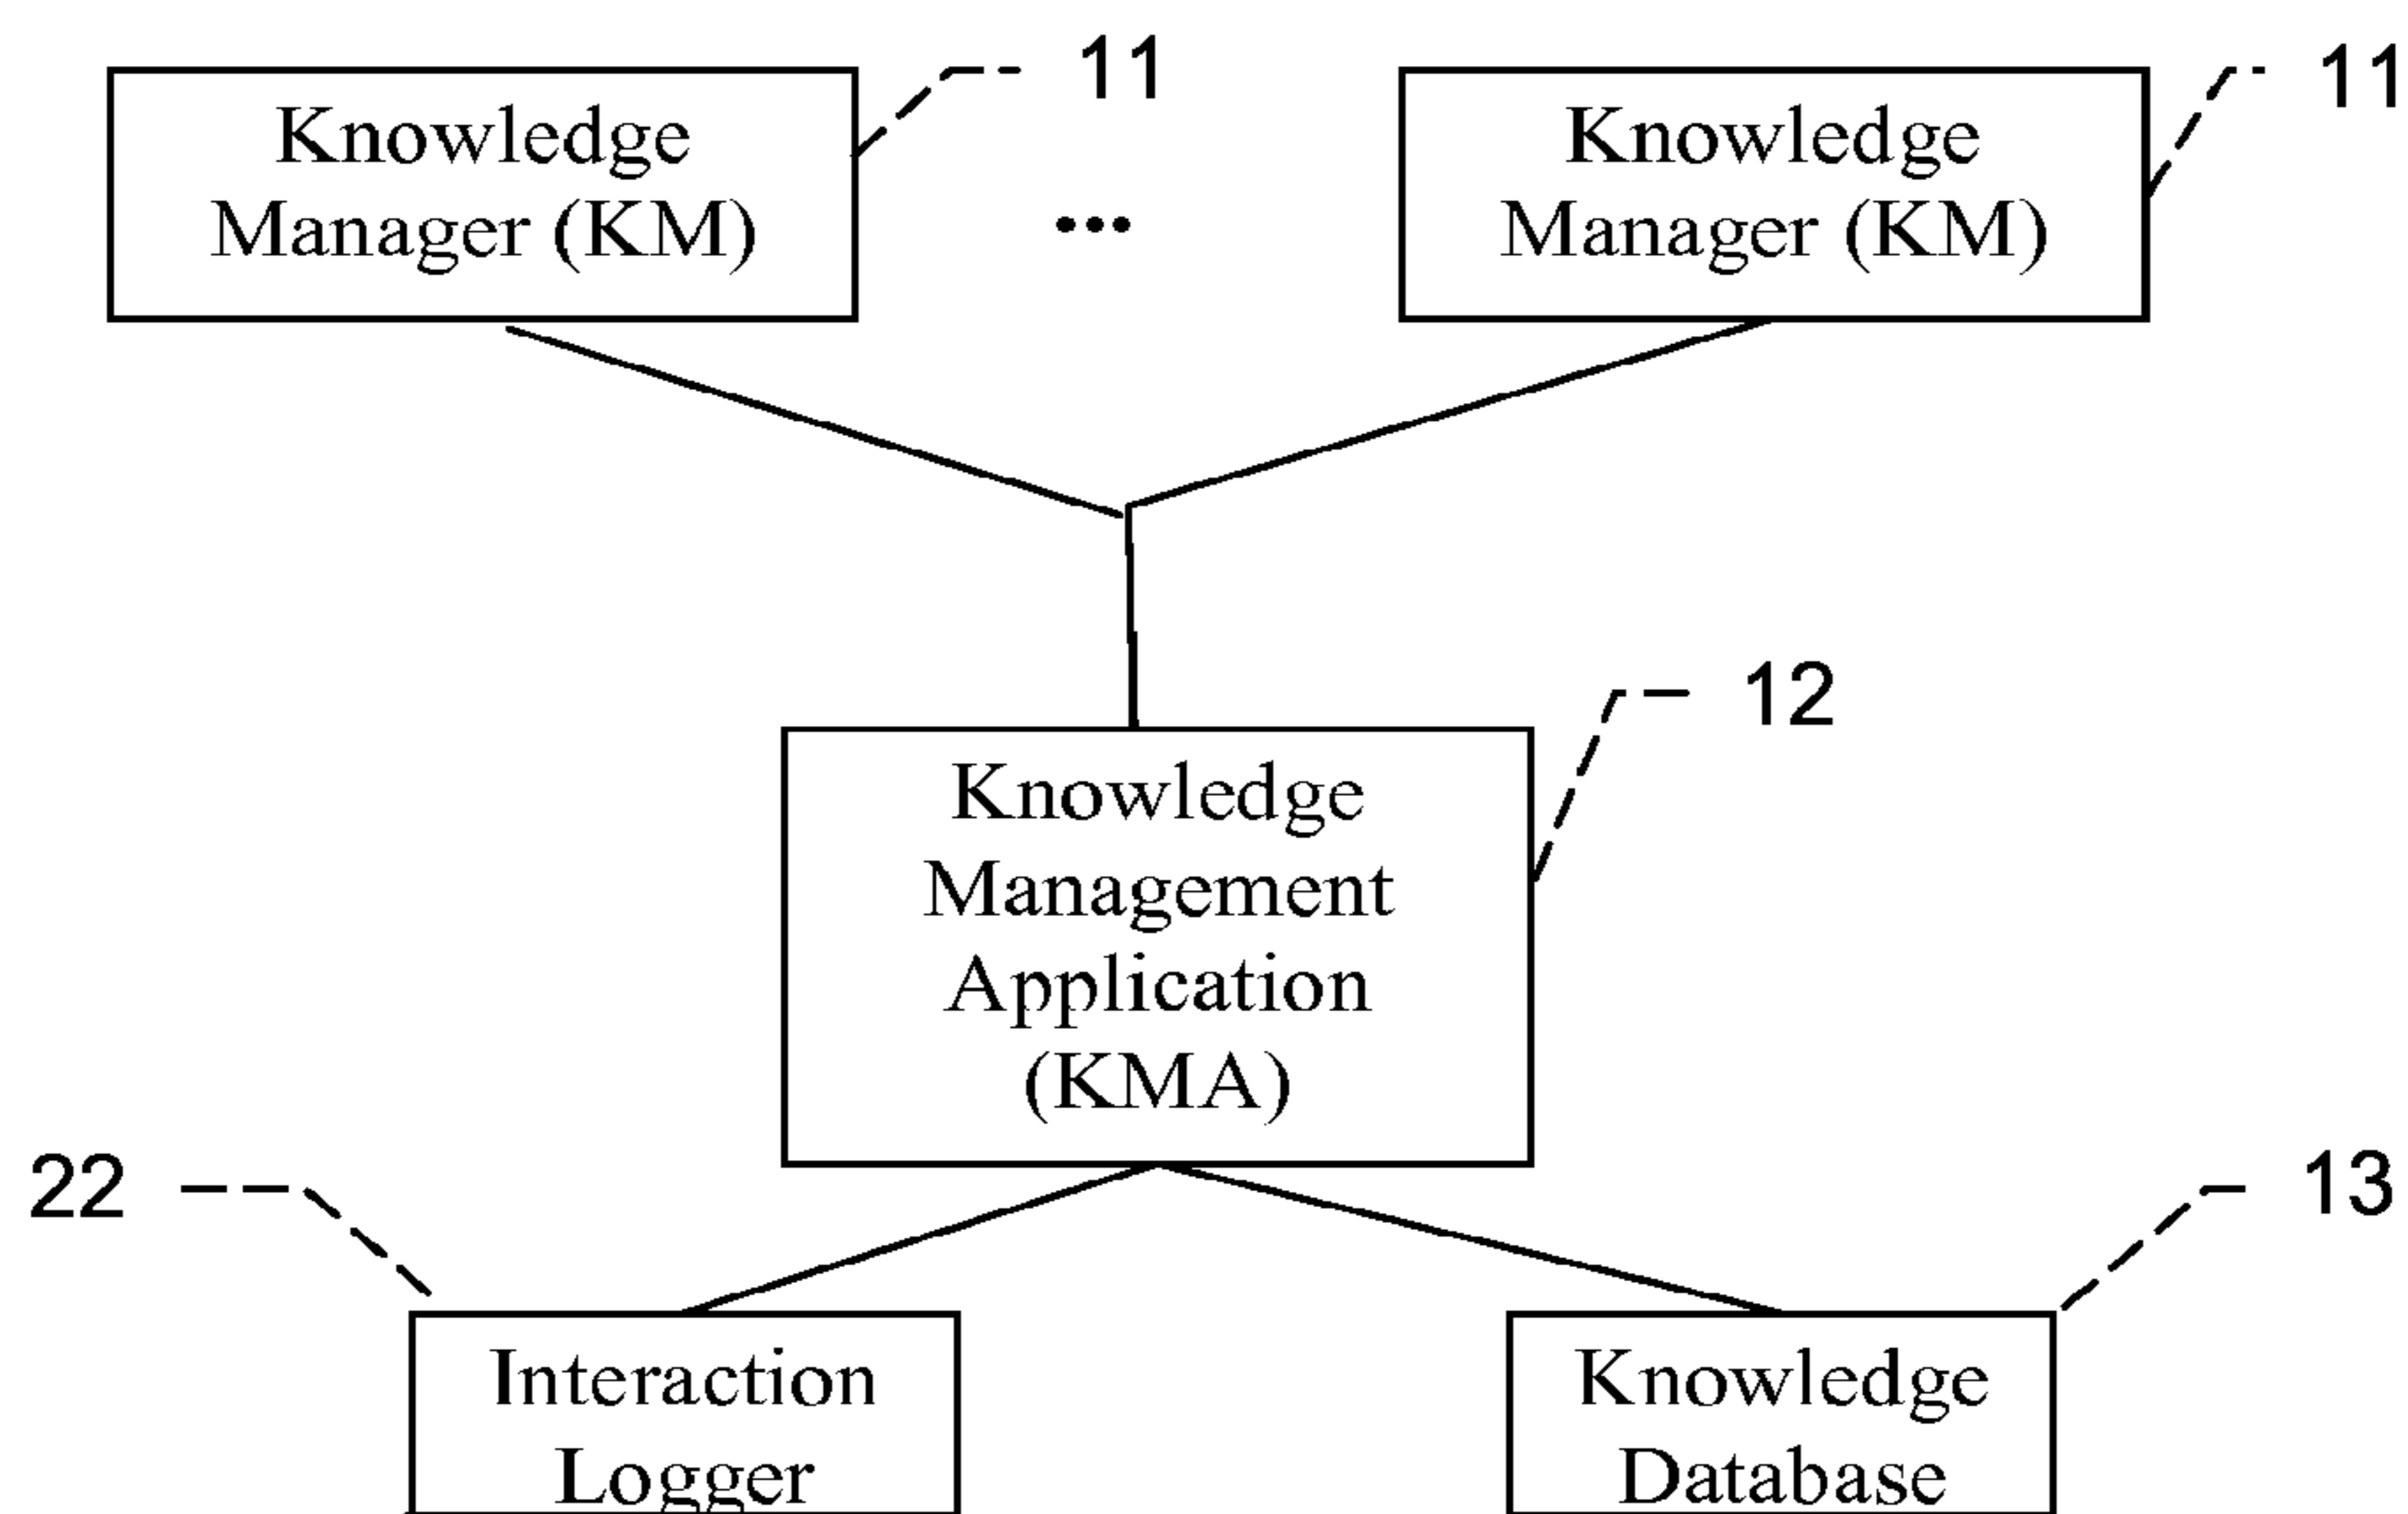 11
11
Knowledge
Manager (KM)
...
Knowledge
Manager (KM)
12
Knowledge
Management
Application
(KMA)
22
13
Interaction
Logger
Knowledge
Database